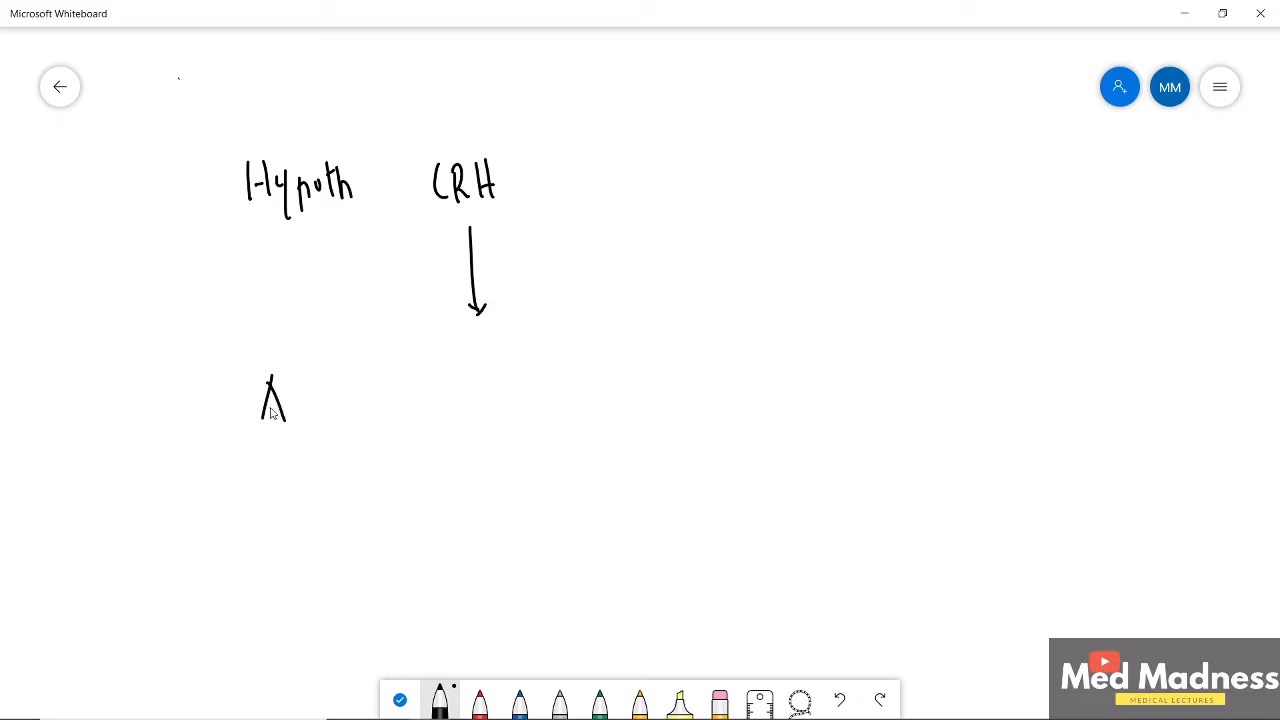 Microsoft Whiteboard
MM
Hypoth CRH
A
Med Madness
MEDICAL LECTURES